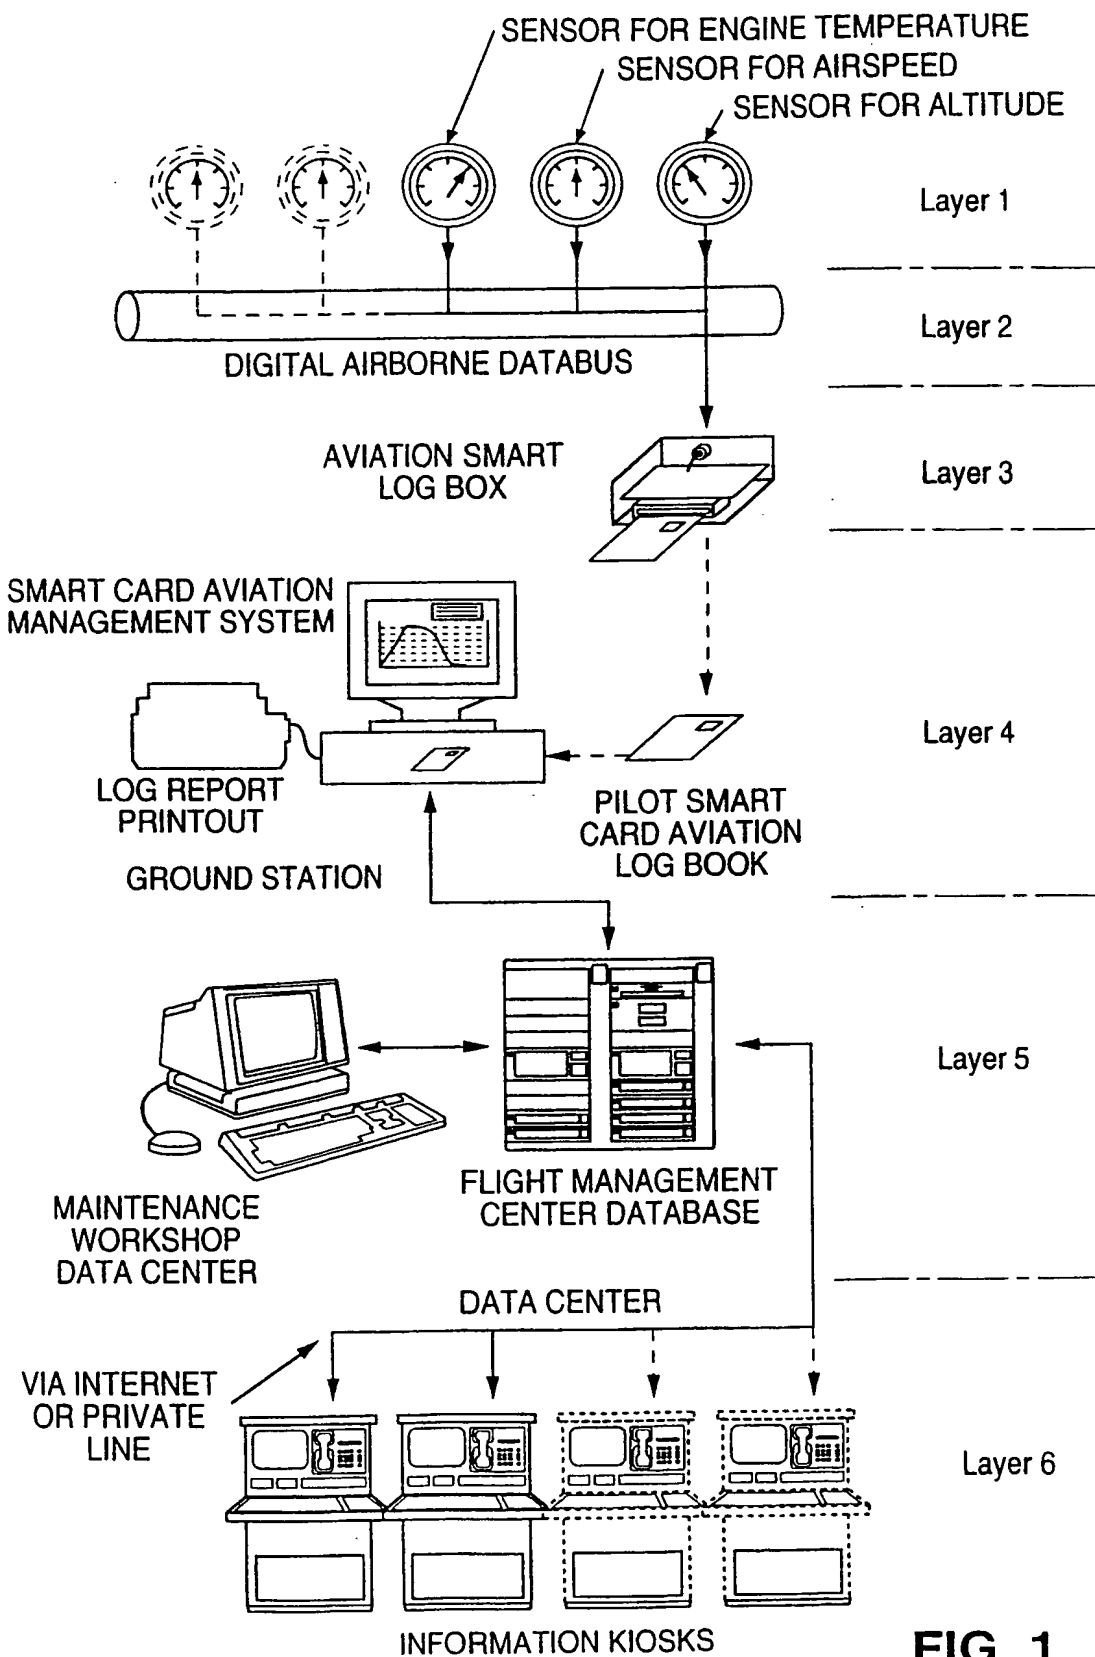 SENSOR FOR ENGINE TEMPERATURE
SENSOR FOR AIRSPEED
SENSOR FOR ALTITUDE
Layer 1
Layer 2
DIGITAL AIRBORNE DATABUS
AVIATION SMART
LOG BOX
Layer 3
SMART CARD AVIATION
MANAGEMENT SYSTEM
Layer 4
LOG REPORT
PRINTOUT
PILOT SMART
CARD AVIATION
LOG BOOK
GROUND STATION
Layer 5
FLIGHT MANAGEMENT
CENTER DATABASE
MAINTENANCE
WORKSHOP
DATA CENTER
DATA CENTER
VIA INTERNET
OR PRIVATE
LINE
Layer 6
INFORMATION KIOSKS
FIG. 1